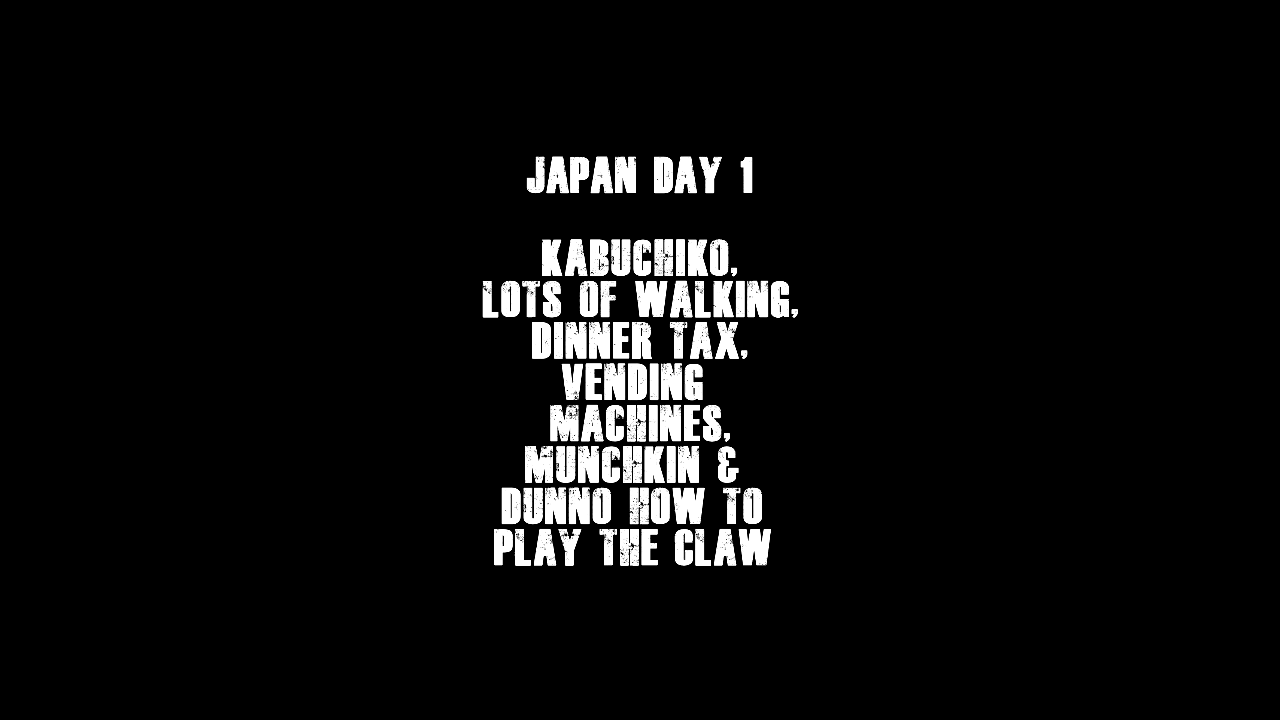 JAPAN DAY 1
KABUCHIKO,
LOTS OF WALKING,
DINNER TAX,
VENDING
MACHINES,
MUNCHKIN &
DUNNO HOW TO
PLAY THE CLAW